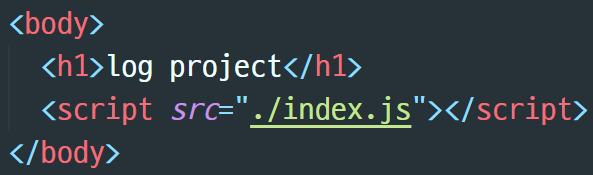 <body>
<h1>log project</h1>
<script src="./index.js"></script>
</body>